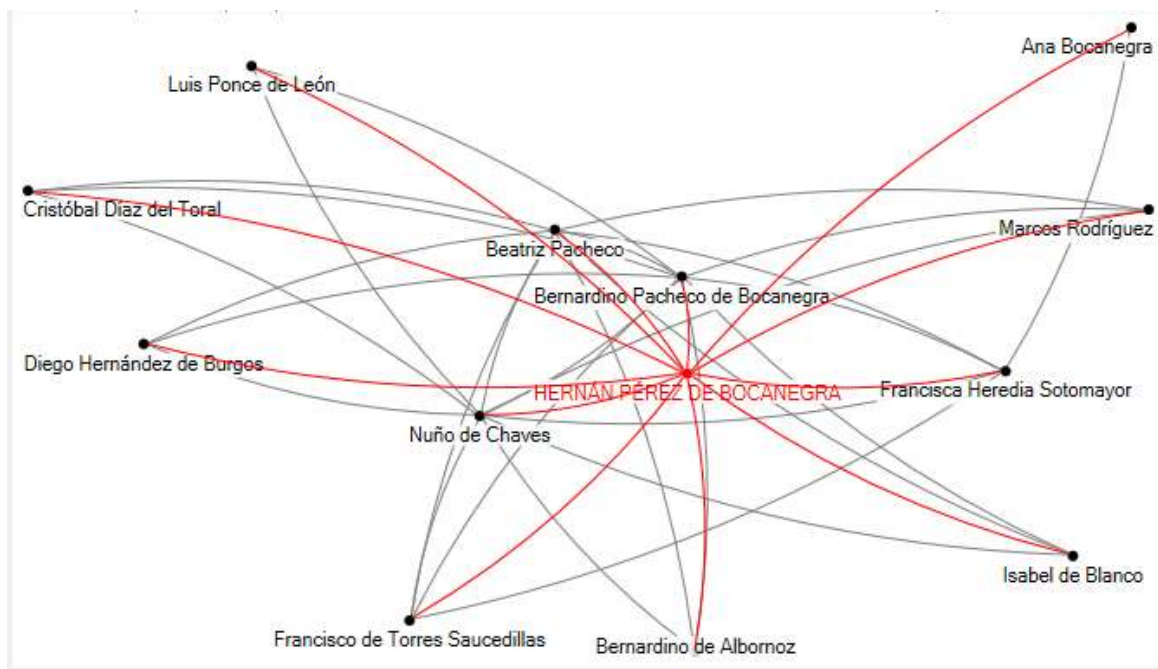 Ana Bocanegra
Luis Ponce de León
Cristóbal Díaz del Toral
Marcos Rodríguez
Beatriz Pacheco
Bernardino Pacheco de Bocanegra
Diego Hernández de Burgos
HERNÁN PÉREZ DE BOCANEGRA
Francisca Heredia Sotomayor
Nuño de Chaves
Isabel de Blanco
Francisco de Torres Saucedillas
Bernardino de Albornoz